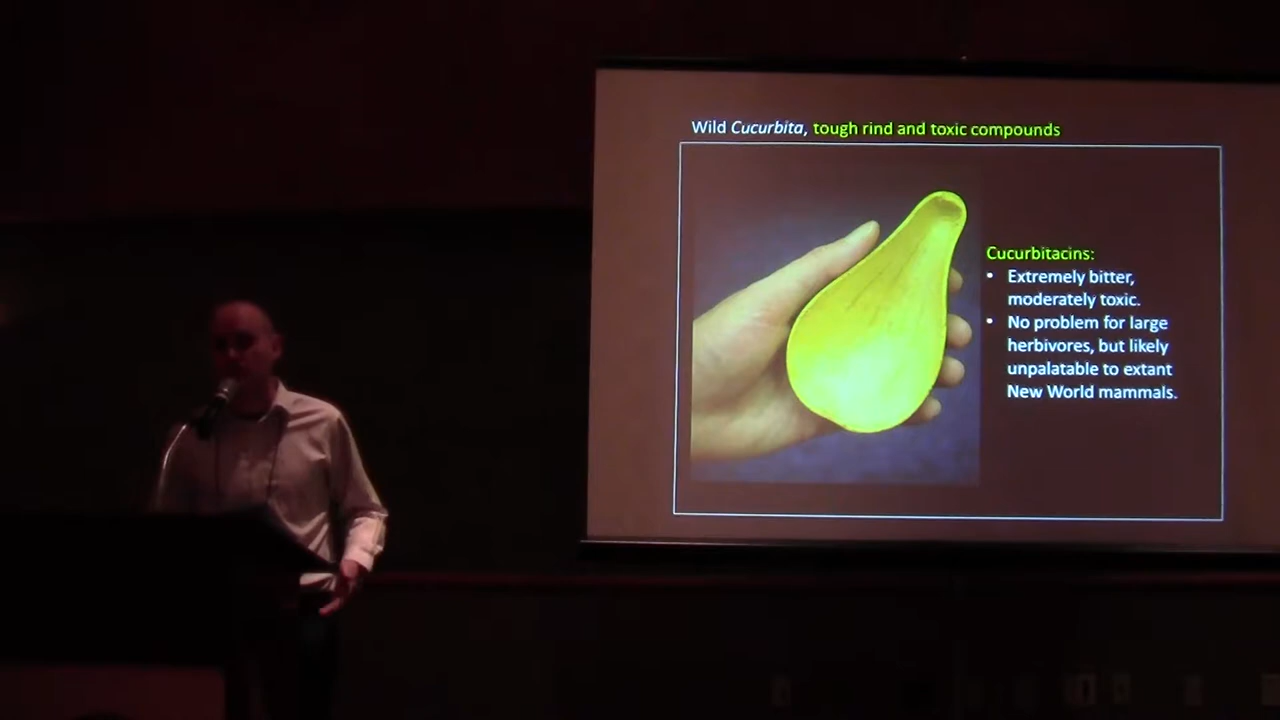 Wild Cucurbita, tough rind and toxic compounds
Cucurbitacins:
• Extremely bitter,
moderately toxic.
• No problem for large
herbivores, but likely
unpalatable to extant
New World mammals.